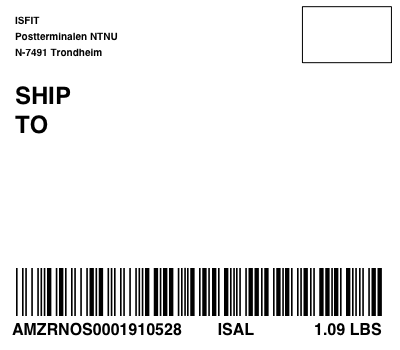 ISFIT
Postterminalen NTNU
N-7491 Trondheim
SHIP
TO
AMZRNOS0001910528 ISAL 1.09 LBS